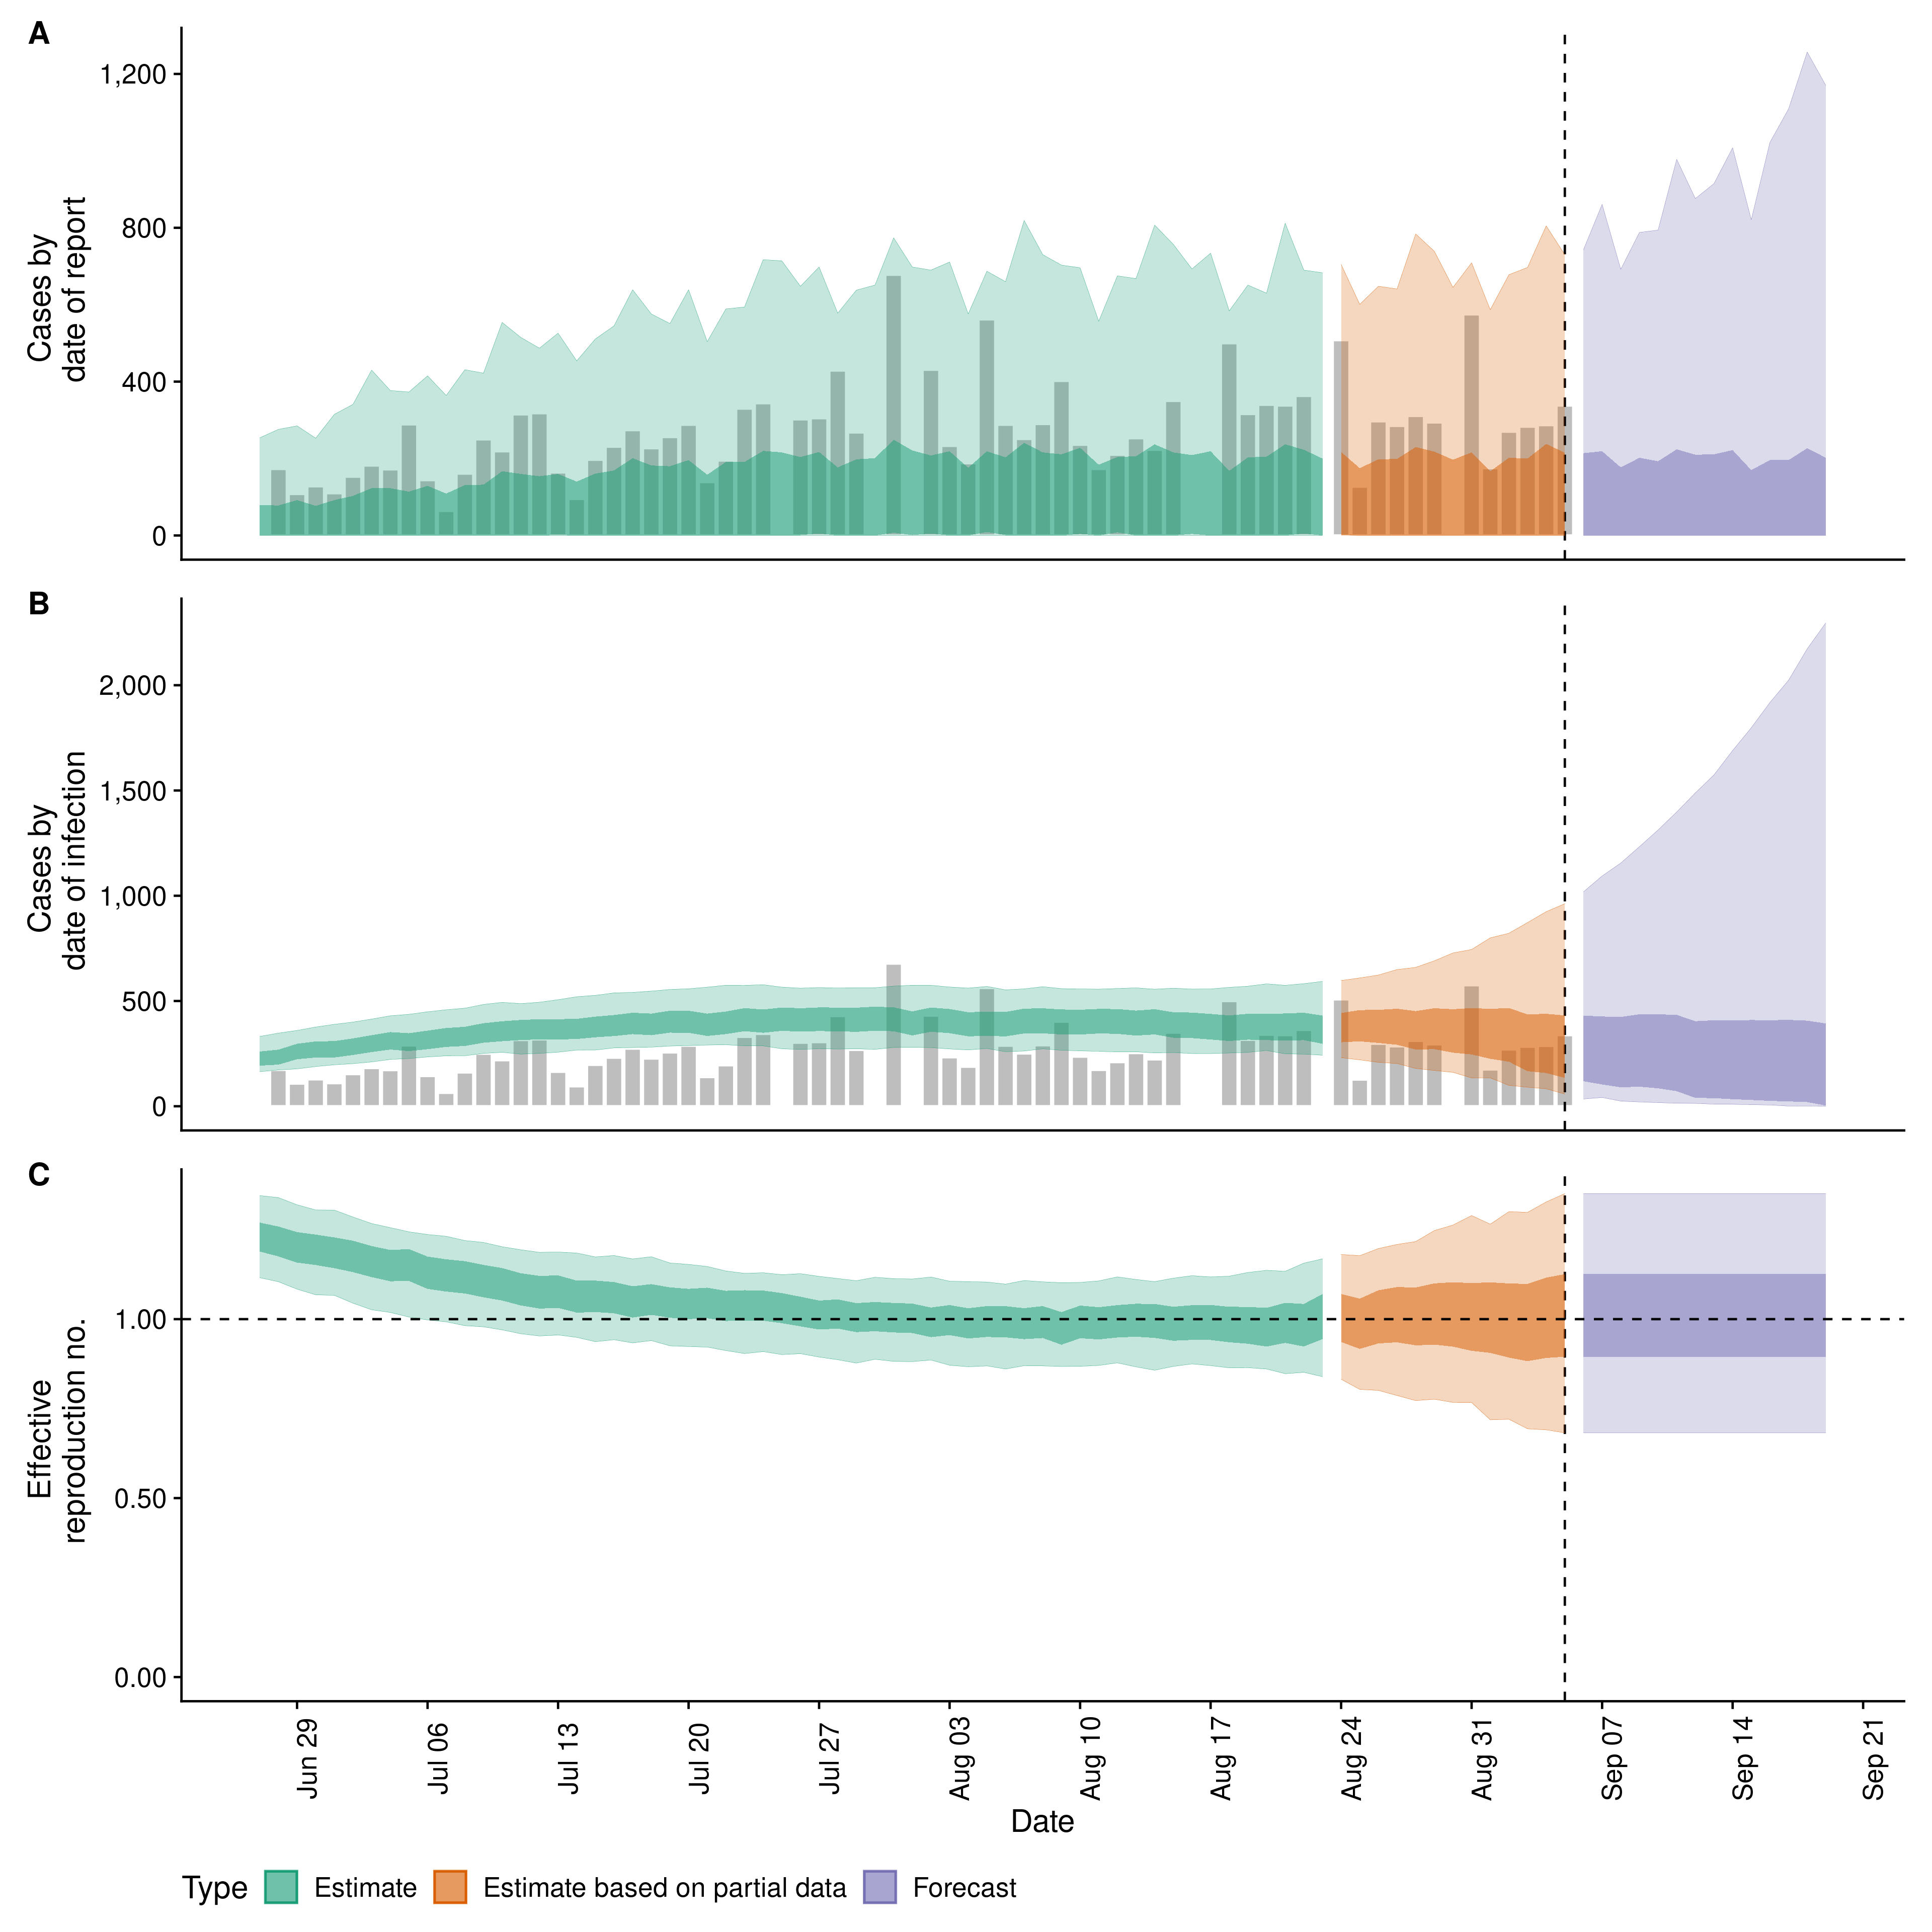 A
Cases by
date of report
1,200
800
400
0
B
Cases by
date of infection
2,000
1,500
1,000
500
0
C
Effective
reproduction no.
1.00
0.50
0.00
Jun 29
Jul 06
Jul 13
Jul 20
Jul 27
Aug 03
Aug 10
Aug 17
Aug 24
Aug 31
Sep 07
Sep 14
Sep 21
Date
Type Estimate Estimate based on partial data Forecast